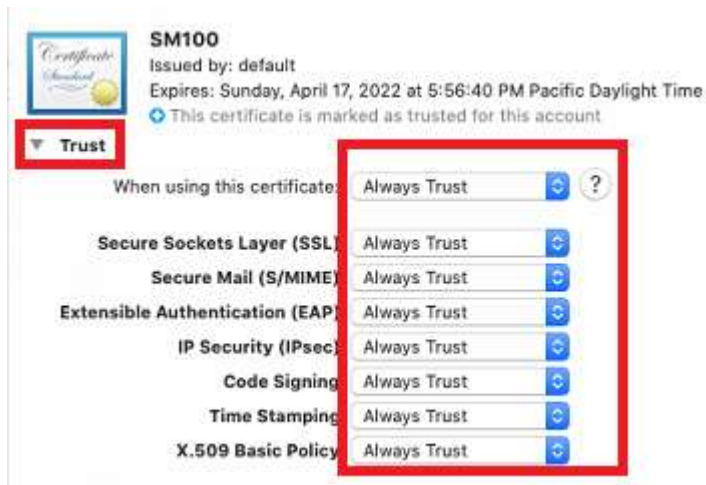 Certificate
Standard
SM100
Issued by: default
Expires: Sunday, April 17, 2022 at 5:56:40 PM Pacific Daylight Time
This certificate is marked as trusted for this account
Trust
When using this certificate: Always Trust ?
Secure Sockets Layer (SSL) Always Trust
Secure Mail (S/MIME) Always Trust
Extensible Authentication (EAP) Always Trust
IP Security (IPsec) Always Trust
Code Signing Always Trust
Time Stamping Always Trust
X.509 Basic Policy Always Trust